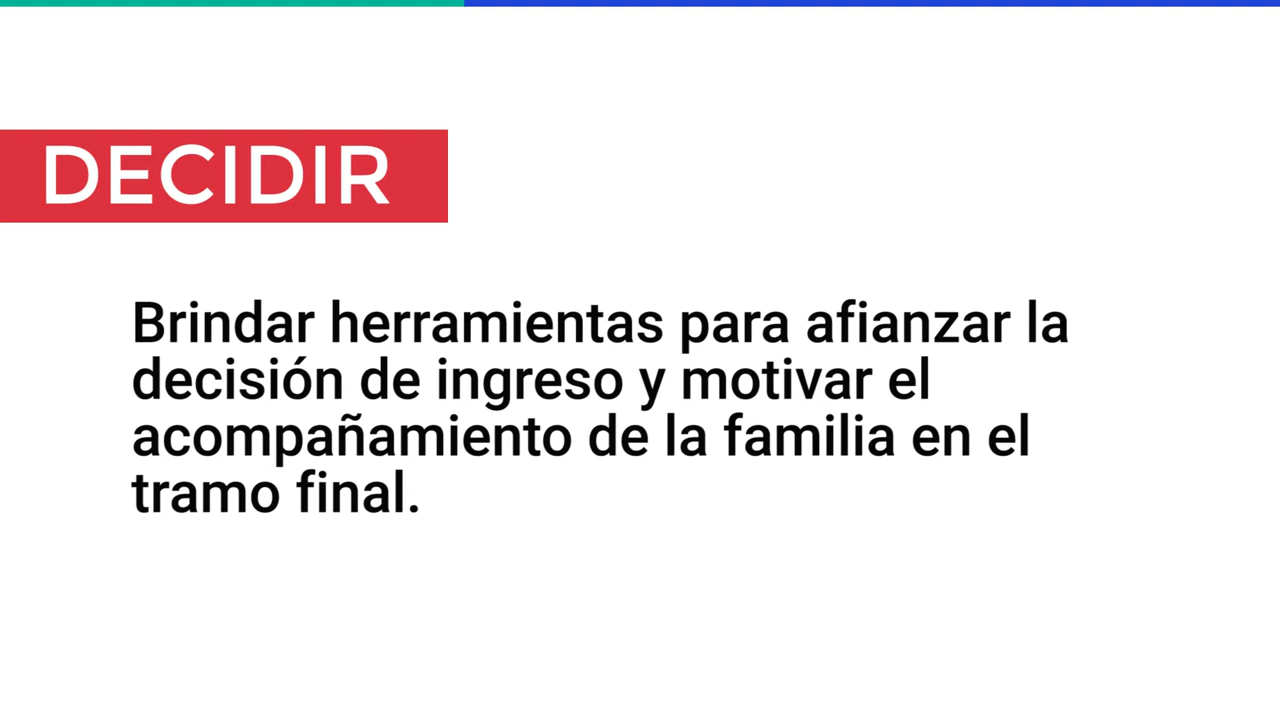 DECIDIR
Brindar herramientas para afianzar la
decisión de ingreso y motivar el
acompañamiento de la familia en el
tramo final.